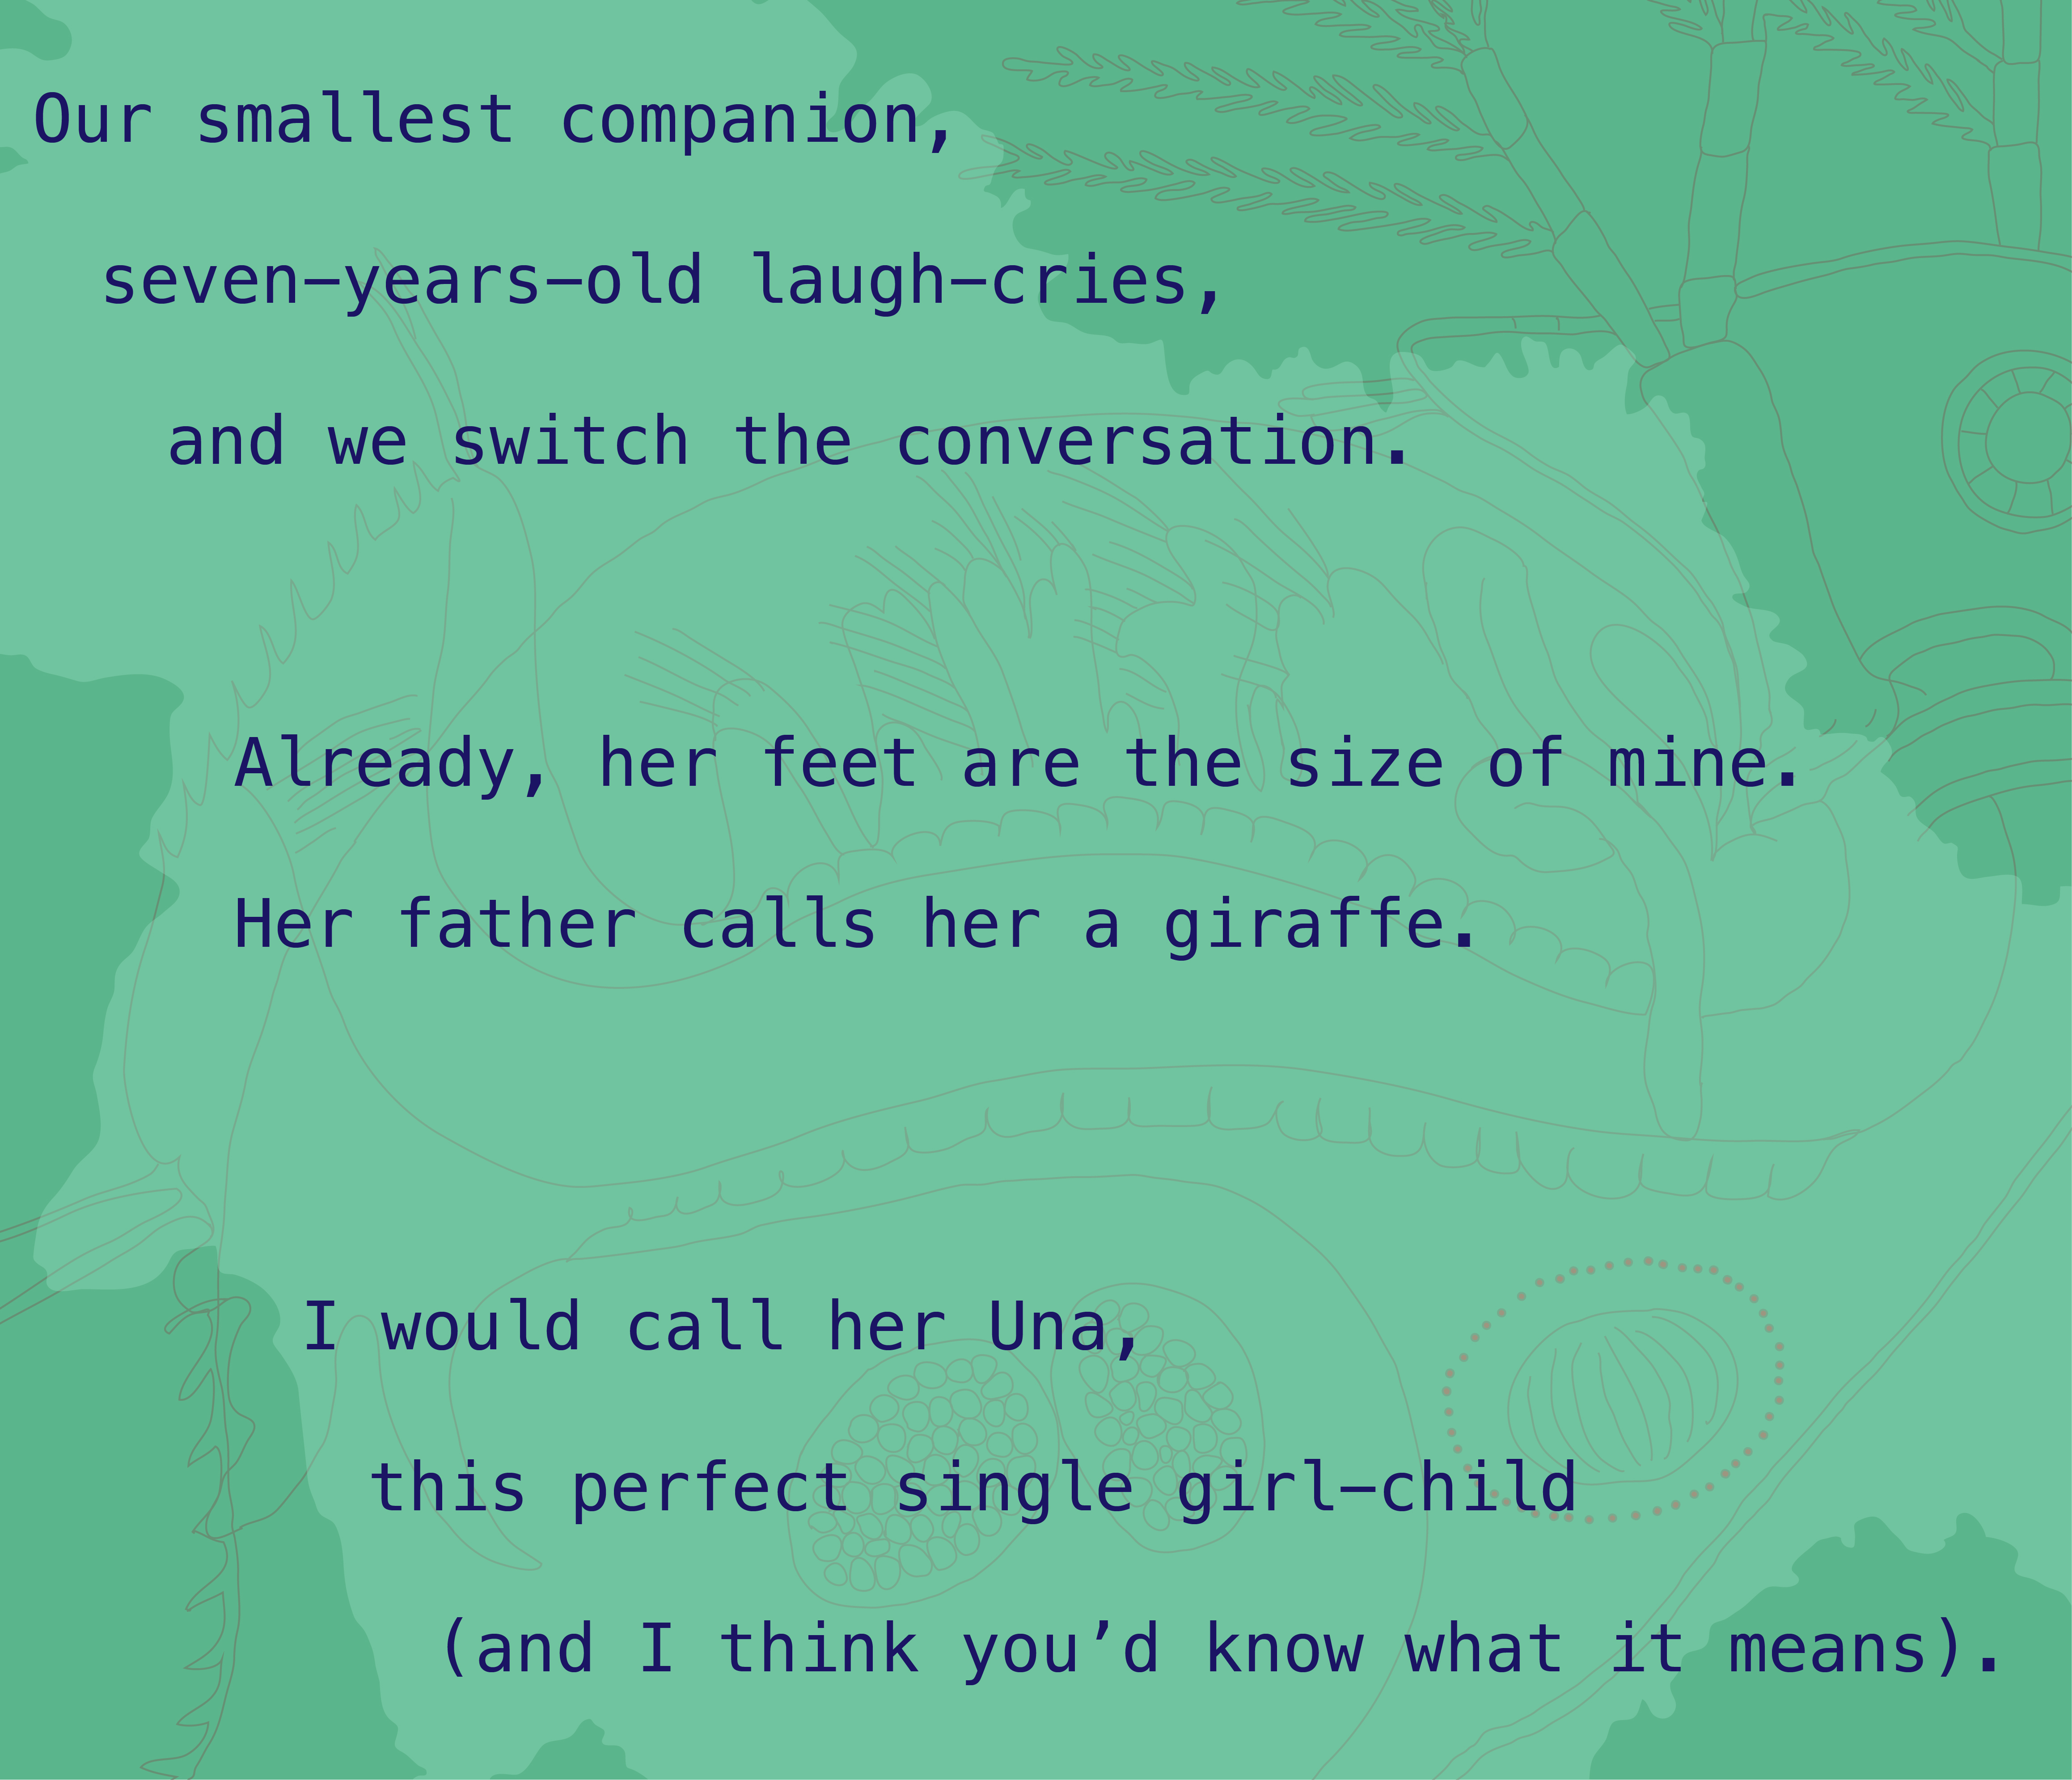 Our smallest companion,
seven–years–old laugh–cries,
and we switch the conversation.
Already, her feet are the size of mine.
Her father calls her a giraffe.
I would call her Una,
this perfect single girl–child
(and I think you’d know what it means).